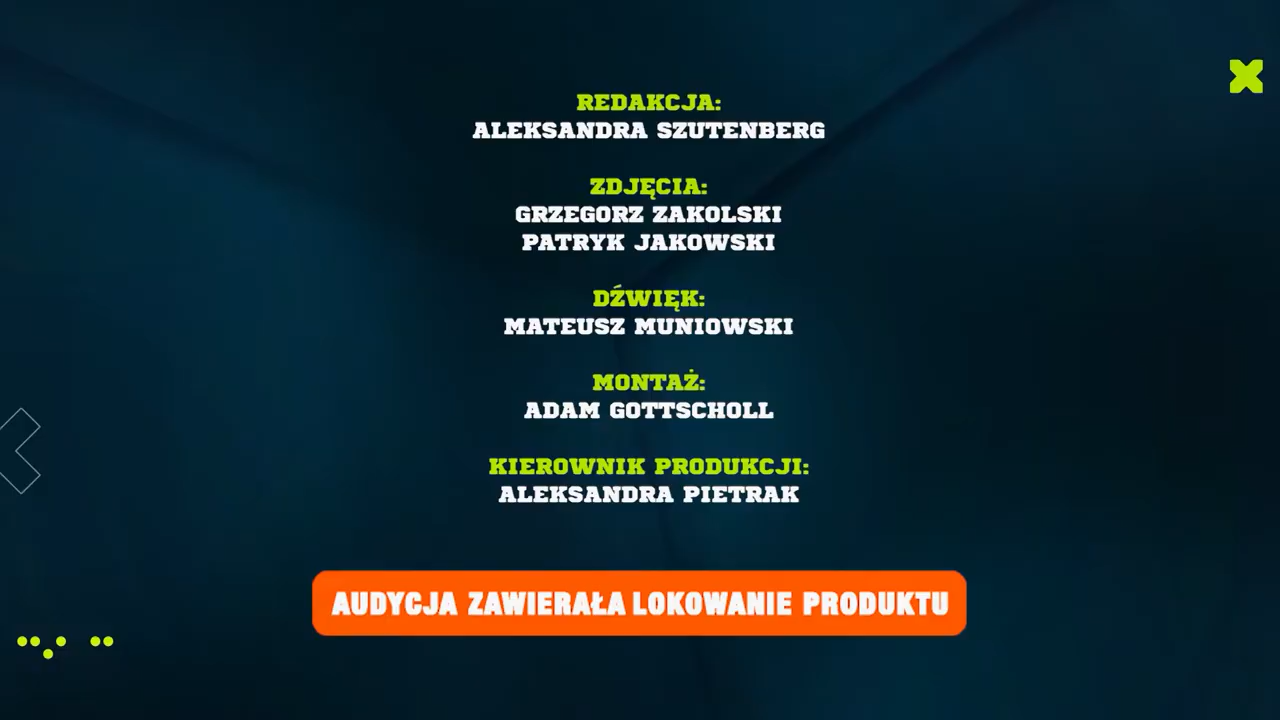 REDAKCJA:
ALEKSANDRA SZUTENBERG
ZDJĘCIA:
GRZEGORZ ZAKOLSKI
PATRYK JAKOWSKI
DŹWIĘK:
MATEUSZ MUNIOWSKI
MONTAŻ:
ADAM GOTTSCHOLL
KIEROWNIK PRODUKCJI:
ALEKSANDRA PIETRAK
AUDYCJA ZAWIERAŁA LOKOWANIE PRODUKTU